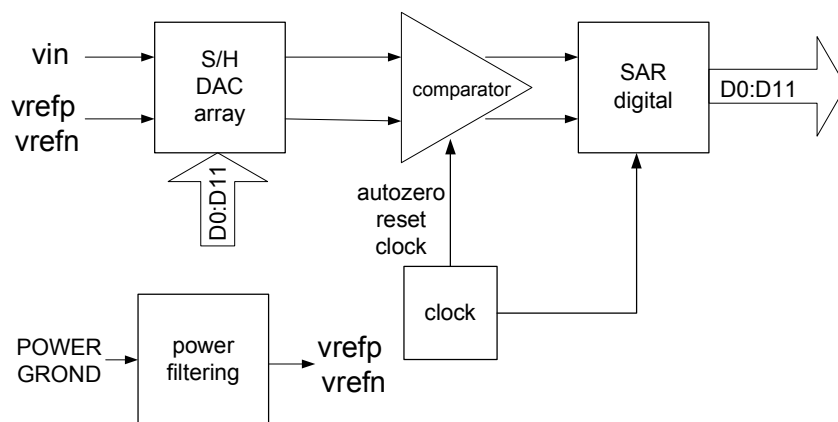 vin
vrefp
vrefn
S/H
DAC
array
D0:D11
comparator
SAR
digital
D0:D11
autozero
reset
clock
clock
POWER
GROND
power
filtering
vrefp
vrefn